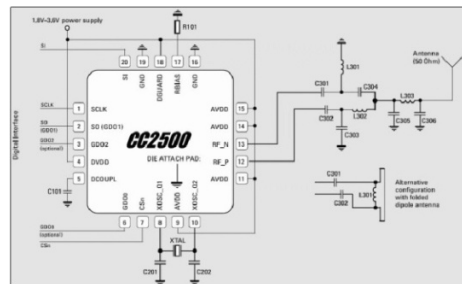 1,8V–3,6V power supply
R101
SI
Antenna
(50 Ohm)
20
19
18
17
16
SI
GND
DGUARD
RBIAS
GND
L301
C301
C304
L303
C302
L302
C303
C305
C306
Digital Interface
SCLK
SO
(GDO1)
GDO2
(optional)
1
SCLK
2
SO (GDO1)
3
GDO2
4
DVDD
5
DCOUPL
CC2500
DIE ATTACH PAD:
AVDD
15
AVDD
14
RF_N
13
RF_P
12
AVDD
11
C101
GDO0
CSn
XOSC_Q1
AVDD
XOSC_Q2
6
7
8
9
10
GDO0
(optional)
CSn
XTAL
C201
C202
C301
C302
L301
Alternative
configuration
with folded
dipole antenna